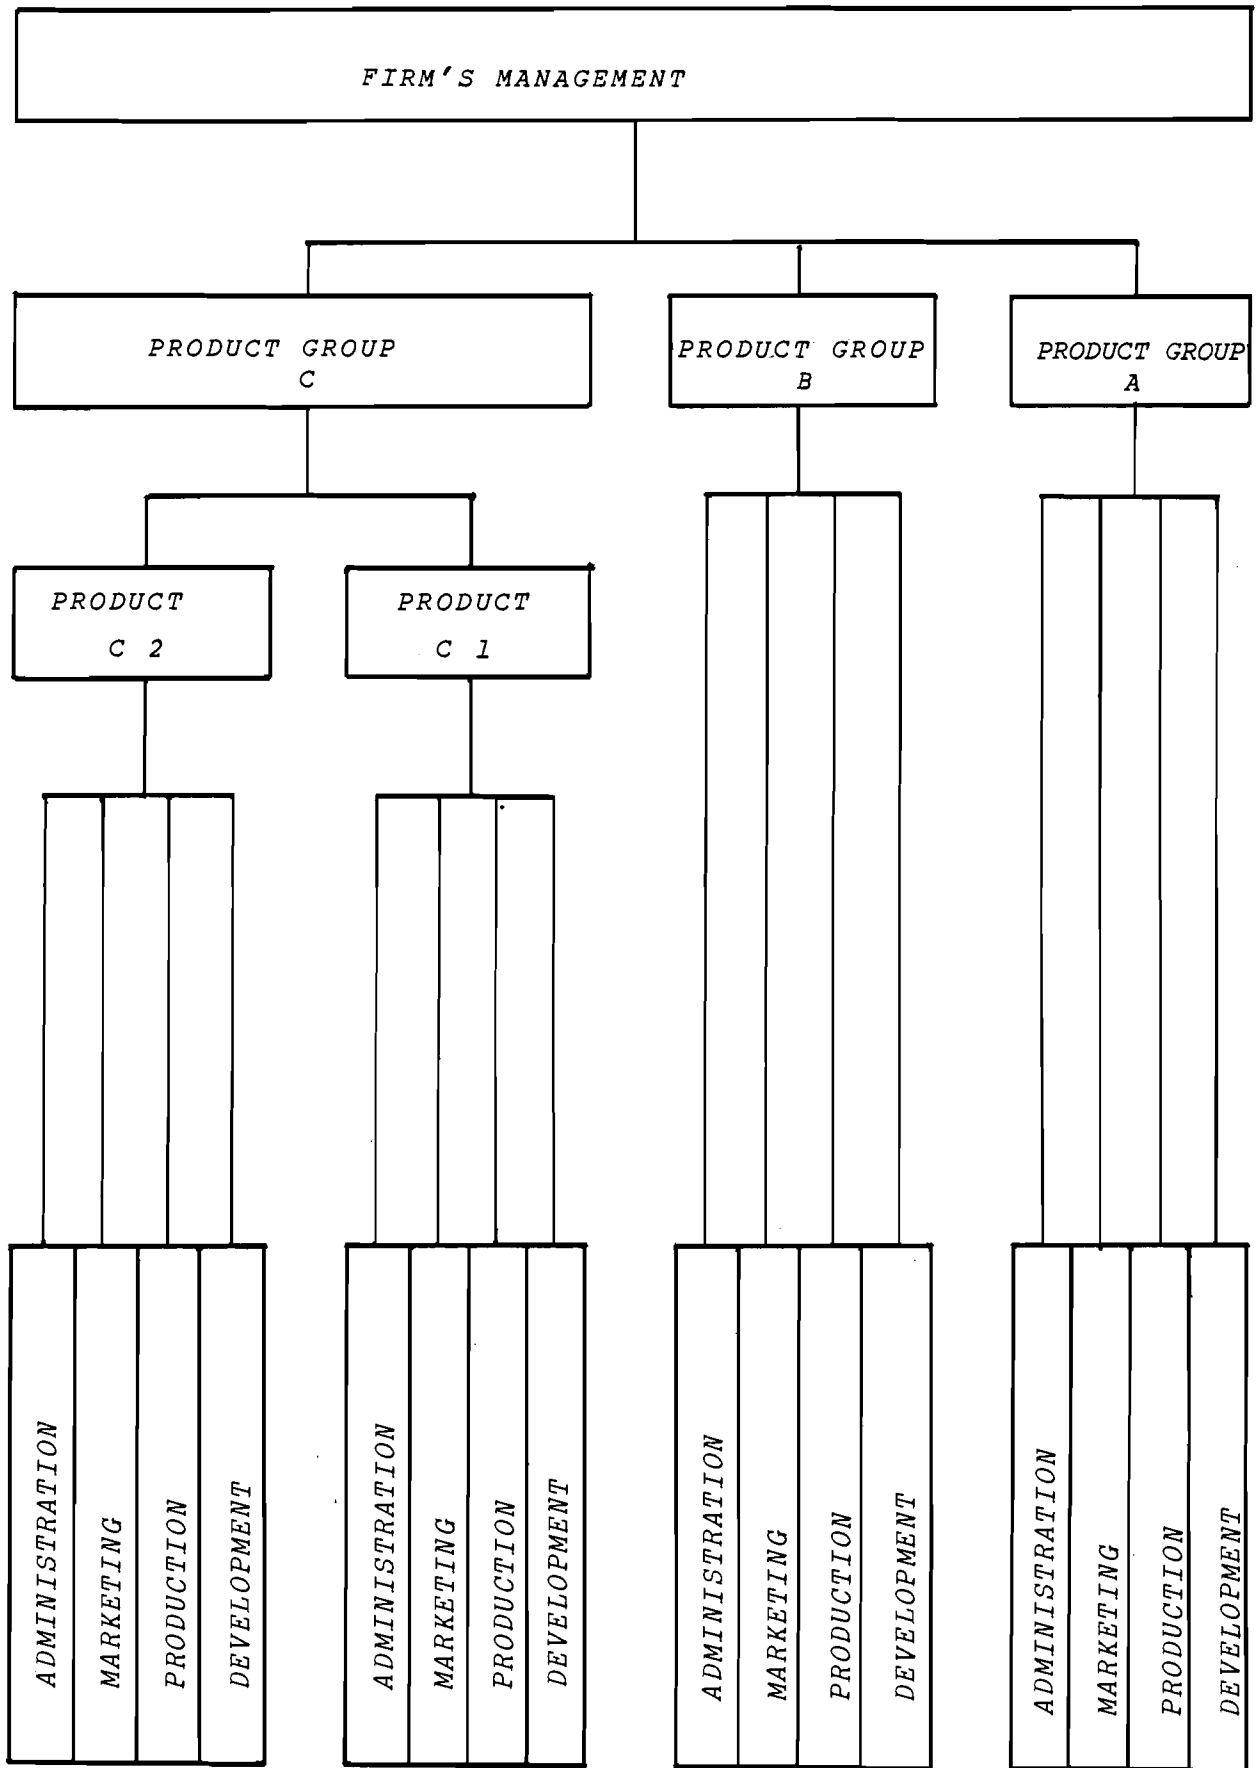 FIRM'S MANAGEMENT
PRODUCT GROUP
C
PRODUCT GROUP
B
PRODUCT GROUP
A
PRODUCT
C 2
PRODUCT
C 1
ADMINISTRATION
MARKETING
PRODUCTION
DEVELOPMENT
ADMINISTRATION
MARKETING
PRODUCTION
DEVELOPMENT
ADMINISTRATION
MARKETING
PRODUCTION
DEVELOPMENT
ADMINISTRATION
MARKETING
PRODUCTION
DEVELOPMENT